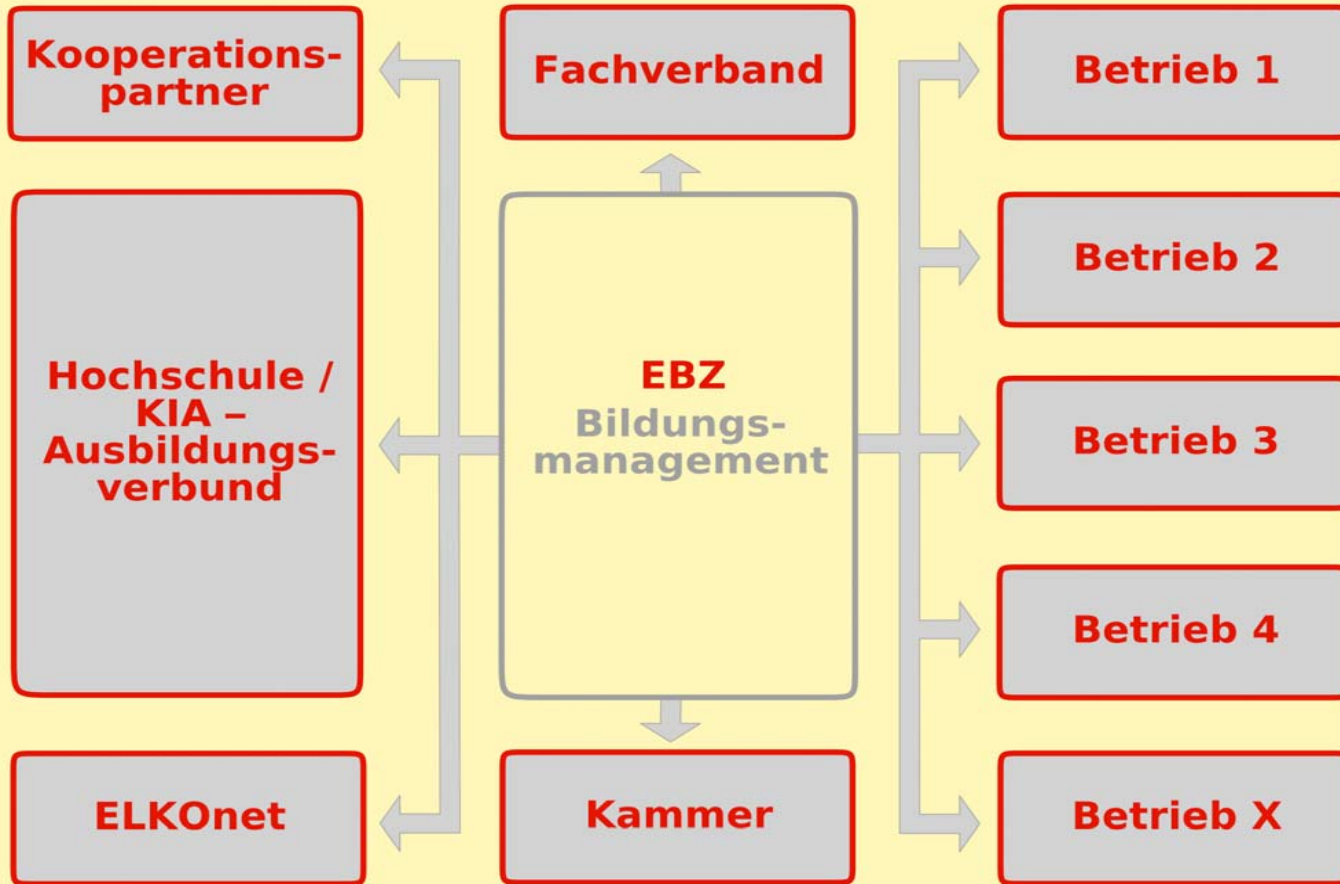 Kooperations-
partner
Fachverband
Betrieb 1
Betrieb 2
Hochschule /
KIA –
Ausbildungs-
verbund
EBZ
Bildungs-
management
Betrieb 3
Betrieb 4
ELKOnet
Kammer
Betrieb X